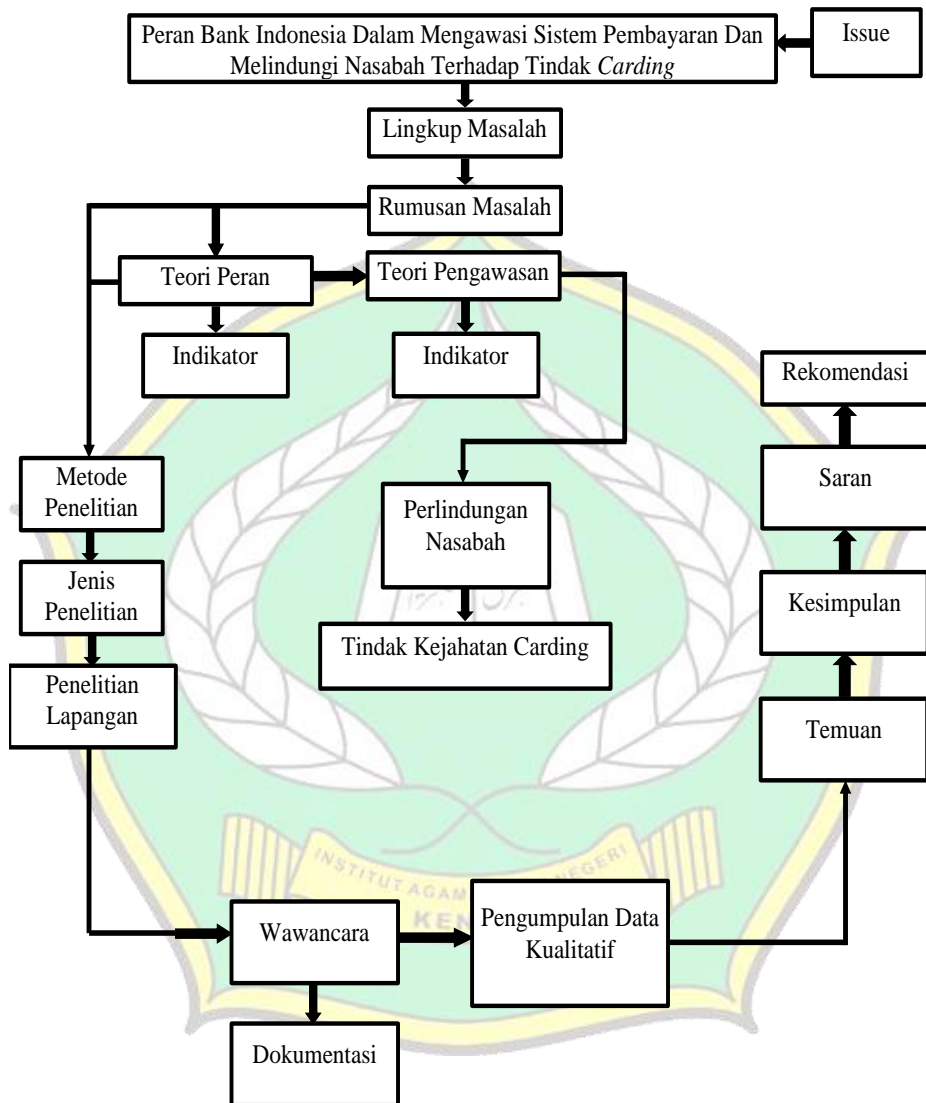 Peran Bank Indonesia Dalam Mengawasi Sistem Pembayaran Dan
Melindungi Nasabah Terhadap Tindak Carding
Issue
Lingkup Masalah
Rumusan Masalah
Teori Peran
Teori Pengawasan
Indikator
Indikator
Rekomendasi
Metode
Penelitian
Perlindungan
Nasabah
Saran
Jenis
Penelitian
Kesimpulan
Tindak Kejahatan Carding
Penelitian
Lapangan
Temuan
INSTITUT AGAM NEGERI
KEN
Wawancara
Pengumpulan Data
Kualitatif
Dokumentasi